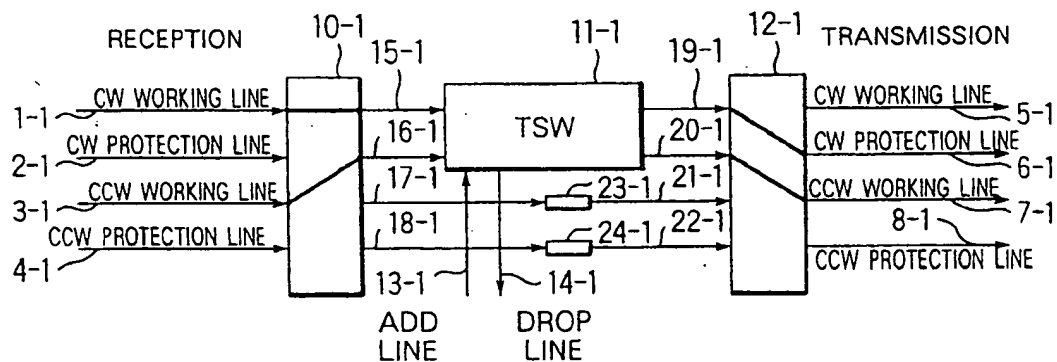 RECEPTION 10-1 15-1 11-1 19-1 12-1 TRANSMISSION
1-1 CW WORKING LINE TSW CW WORKING LINE 5-1
2-1 CW PROTECTION LINE 16-1 20-1 CW PROTECTION LINE 6-1
3-1 CCW WORKING LINE 17-1 23-1 21-1 CCW WORKING LINE 7-1
4-1 CCW PROTECTION LINE 18-1 24-1 22-1 8-1 CCW PROTECTION LINE
13-1 14-1
ADD LINE DROP LINE